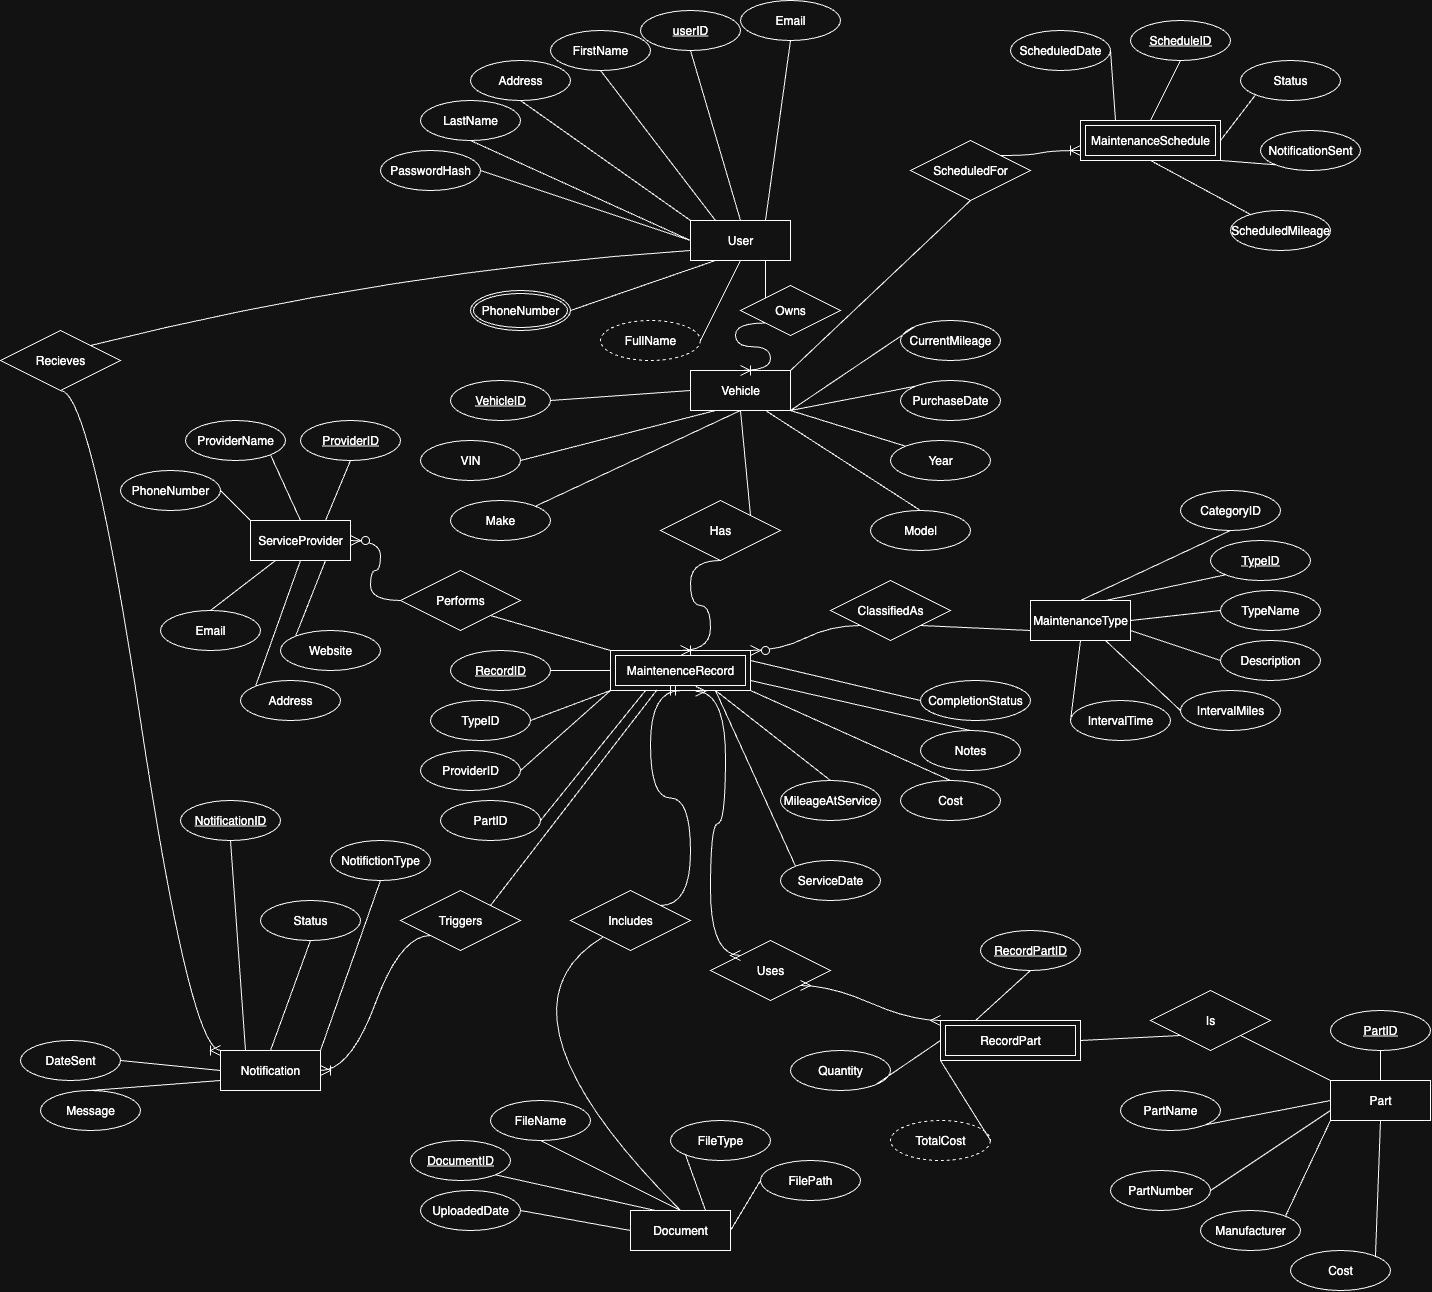 Email
userID
ScheduleID
FirstName
ScheduledDate
Address
Status
LastName
MaintenanceSchedule
NotificationSent
PasswordHash
ScheduledFor
ScheduledMileage
User
PhoneNumber
Owns
FullName
CurrentMileage
Recieves
Vehicle
VehicleID
PurchaseDate
ProviderName
ProviderID
VIN
Year
PhoneNumber
CategoryID
Make
Has
Model
ServiceProvider
TypeID
Performs
ClassifiedAs
TypeName
MaintenanceType
Email
Website
Description
RecordID
MaintenenceRecord
Address
CompletionStatus
IntervalMiles
TypeID
IntervalTime
Notes
ProviderID
MileageAtService
Cost
NotificationID
PartID
NotifictionType
ServiceDate
Status
Triggers
Includes
RecordPartID
Uses
Is
PartID
RecordPart
DateSent
Notification
Quantity
Part
Message
PartName
FileName
FileType
TotalCost
DocumentID
FilePath
PartNumber
UploadedDate
Document
Manufacturer
Cost